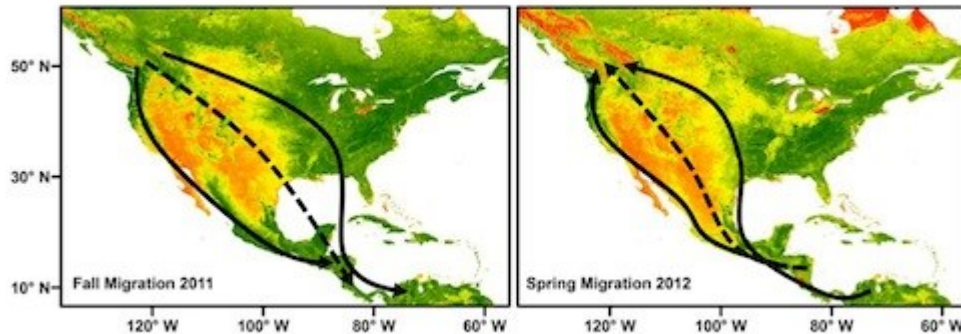 50° N
30° N
10° N
Fall Migration 2011
Spring Migration 2012
120° W
100° W
80° W
60° W
120° W
100° W
80° W
60° W